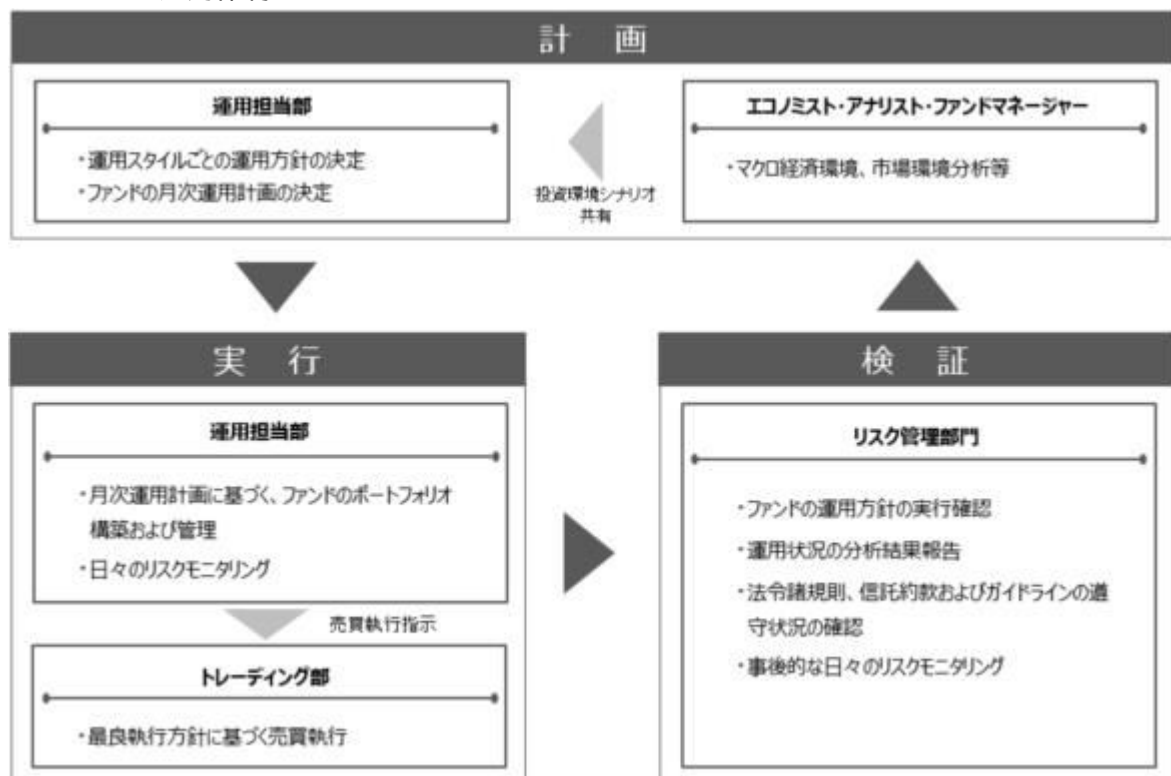 計 画
運用担当部
・運用スタイルごとの運用方針の決定
・ファンドの月次運用計画の決定
投資環境シナリオ
共有
エコノミスト・アナリスト・ファンドマネージャー
・マクロ経済環境、市場環境分析等
実 行
運用担当部
・月次運用計画に基づく、ファンドのポートフォリオ
構築および管理
・日々のリスクモニタリング
売買執行指示
トレーディング部
・最良執行方針に基づく売買執行
検 証
リスク管理部門
・ファンドの運用方針の実行確認
・運用状況の分析結果報告
・法令諸規則、信託約款およびガイドラインの遵
守状況の確認
・事後的な日々のリスクモニタリング